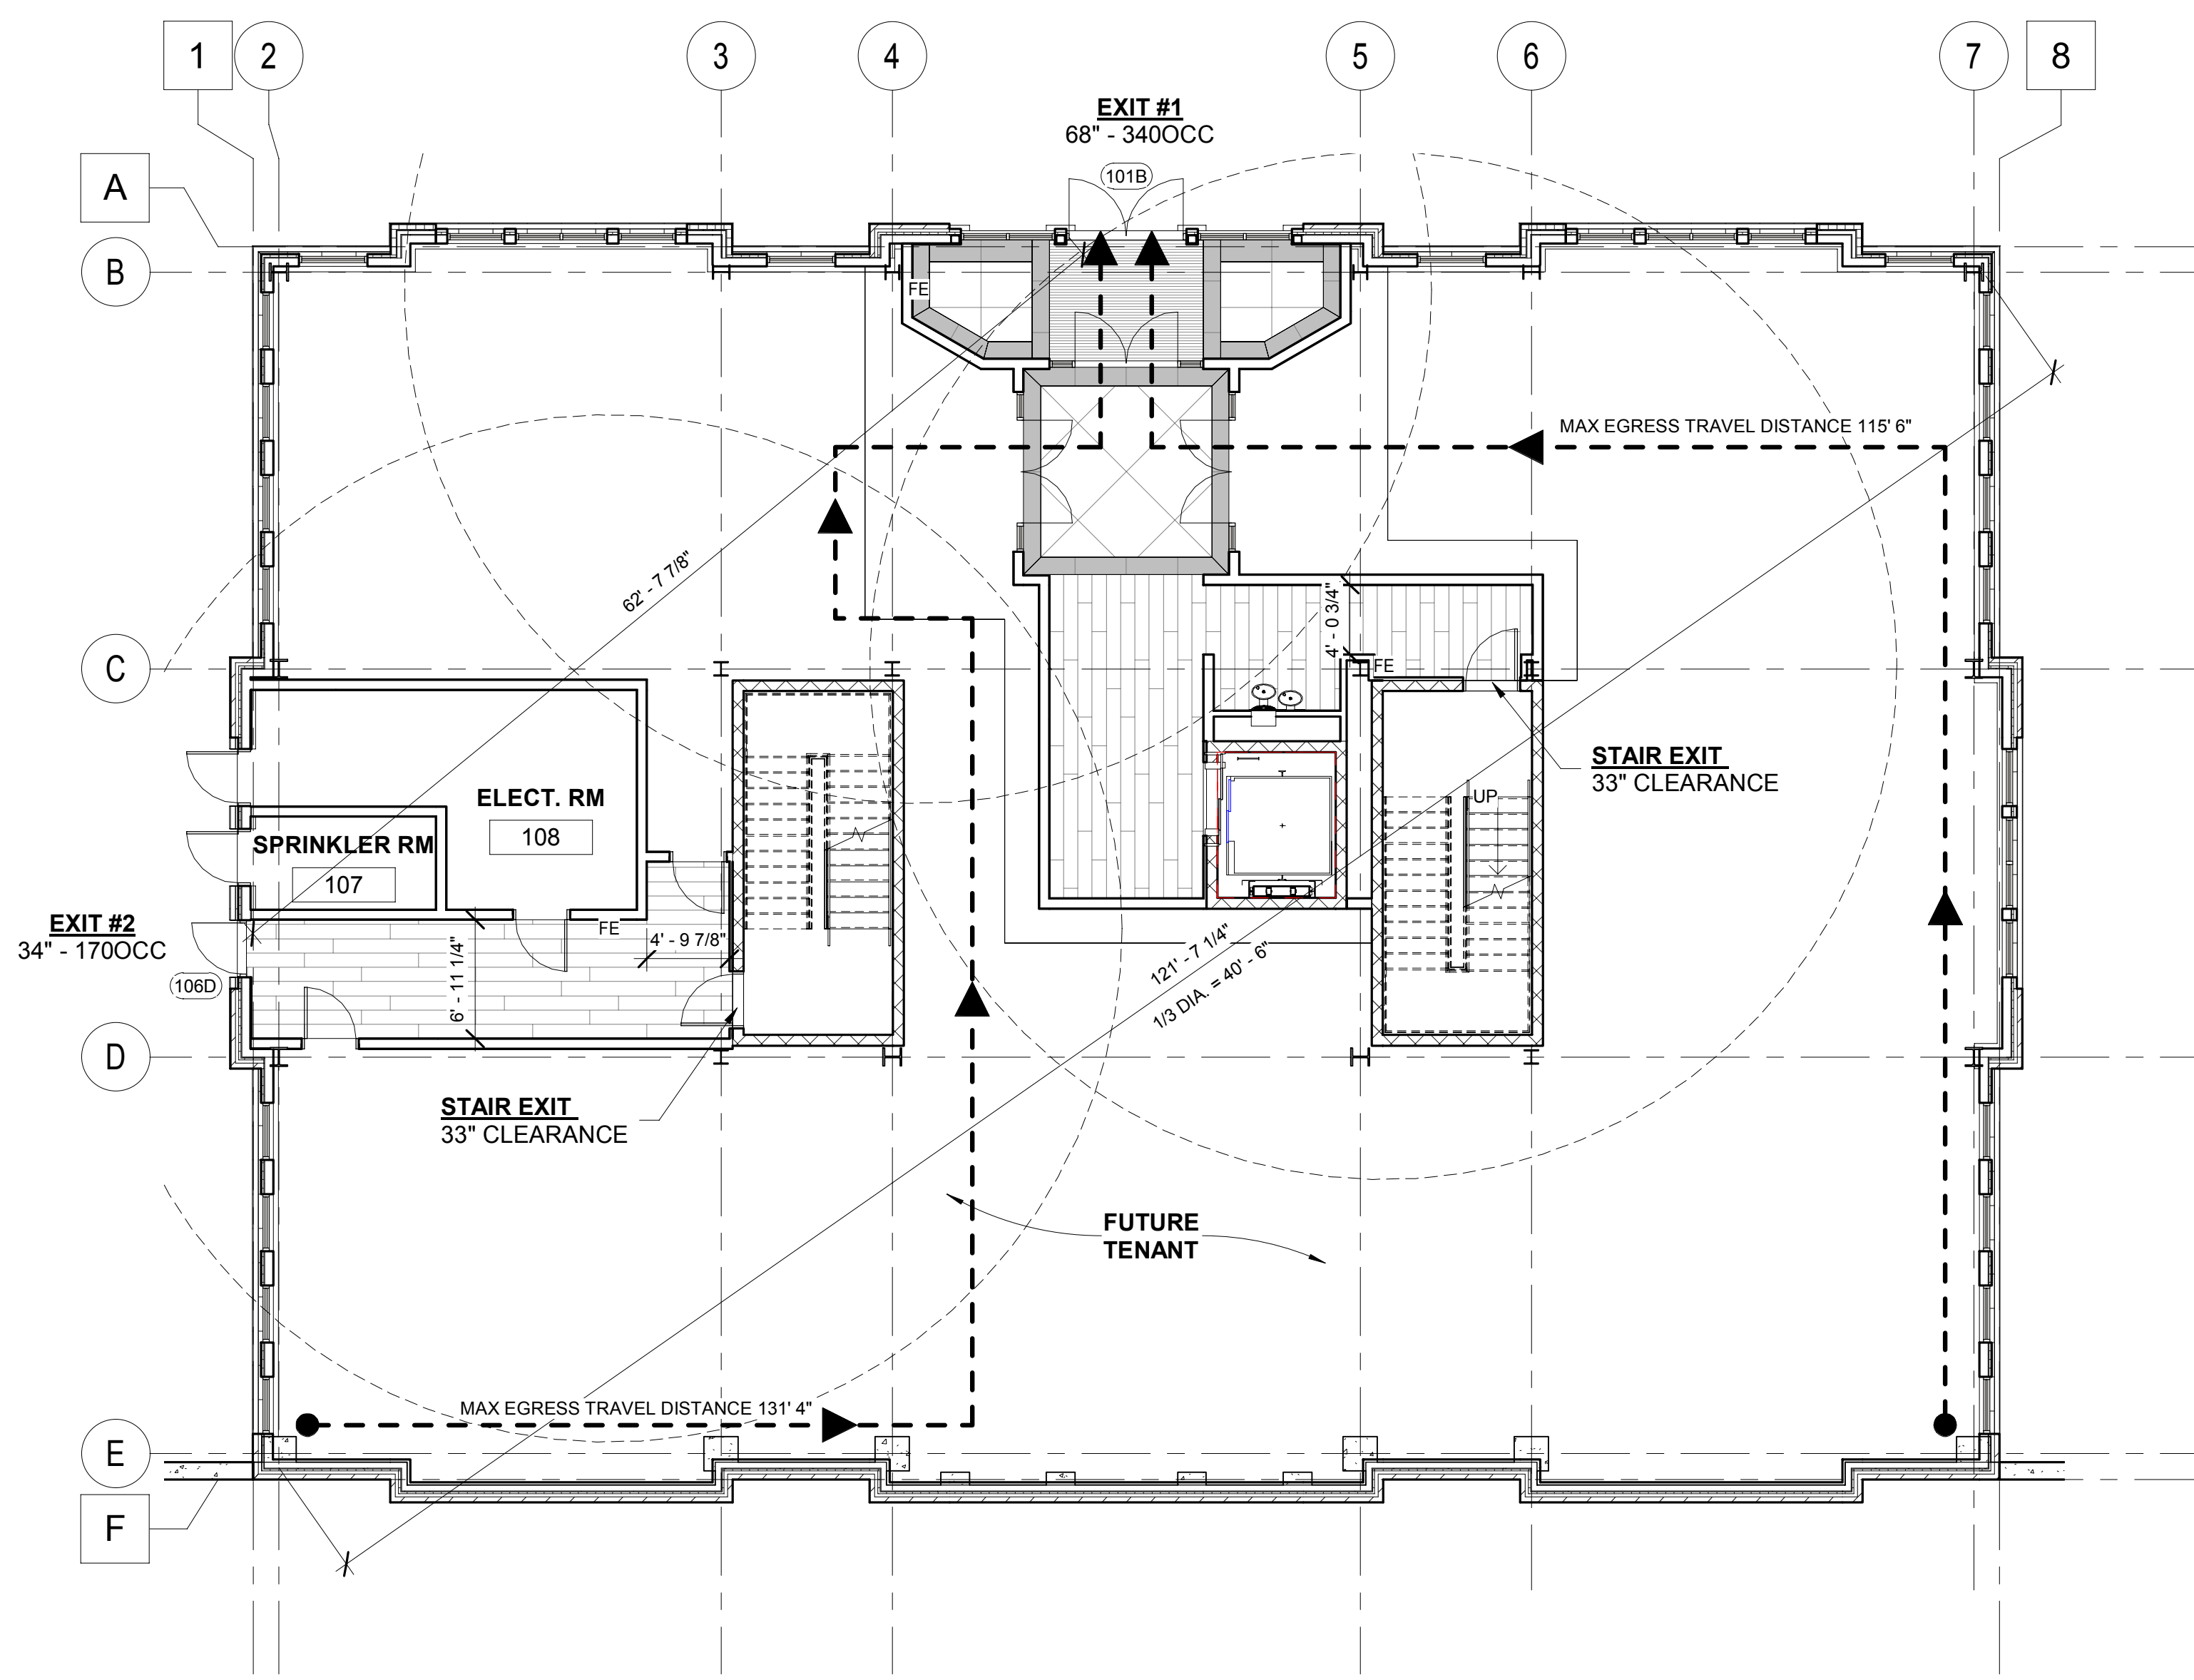 1
2
3
4
5
6
7
8
EXIT #1
68" - 340OCC
101B
A
B
FE
MAX EGRESS TRAVEL DISTANCE 115' 6"
62' - 7 7/8"
4' - 0 3/4"
C
FE
STAIR EXIT
33" CLEARANCE
UP
ELECT. RM
108
SPRINKLER RM
107
EXIT #2
34" - 170OCC
106D
FE
4' - 9 7/8"
6' - 11 1/4"
121' - 7 1/4"
1/3 DIA. = 40' - 6"
D
STAIR EXIT
33" CLEARANCE
FUTURE
TENANT
MAX EGRESS TRAVEL DISTANCE 131' 4"
E
F